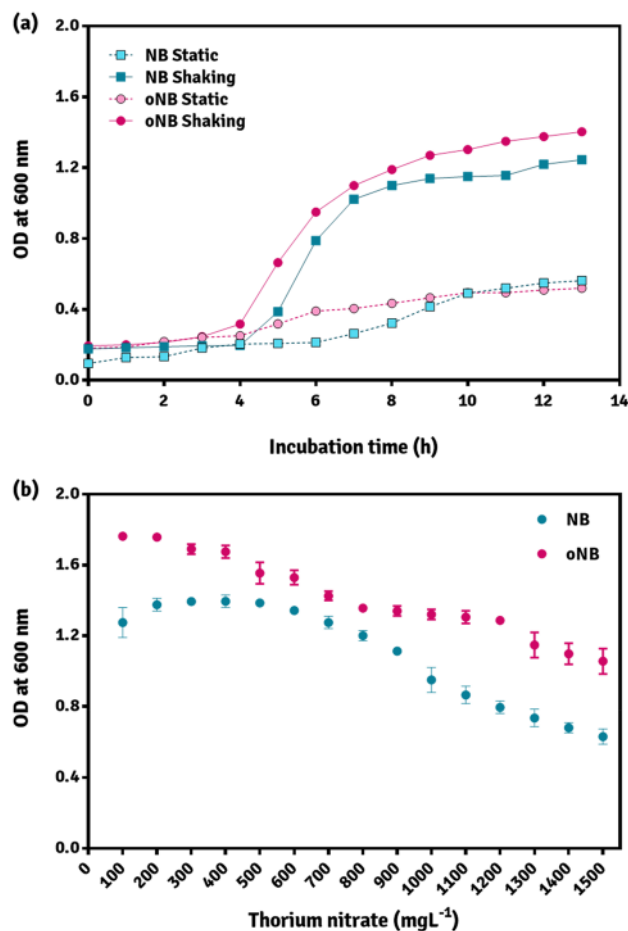 (a)
NB Static
NB Shaking
oNB Static
oNB Shaking
2.0
1.6
1.2
0.8
0.4
0.0
OD at 600 nm
0 2 4 6 8 10 12 14
Incubation time (h)
(b)
NB
oNB
2.0
1.6
1.2
0.8
0.4
0.0
OD at 600 nm
0 100 200 300 400 500 600 700 800 900 1000 1100 1200 1300 1400 1500
Thorium nitrate (mgL⁻¹)